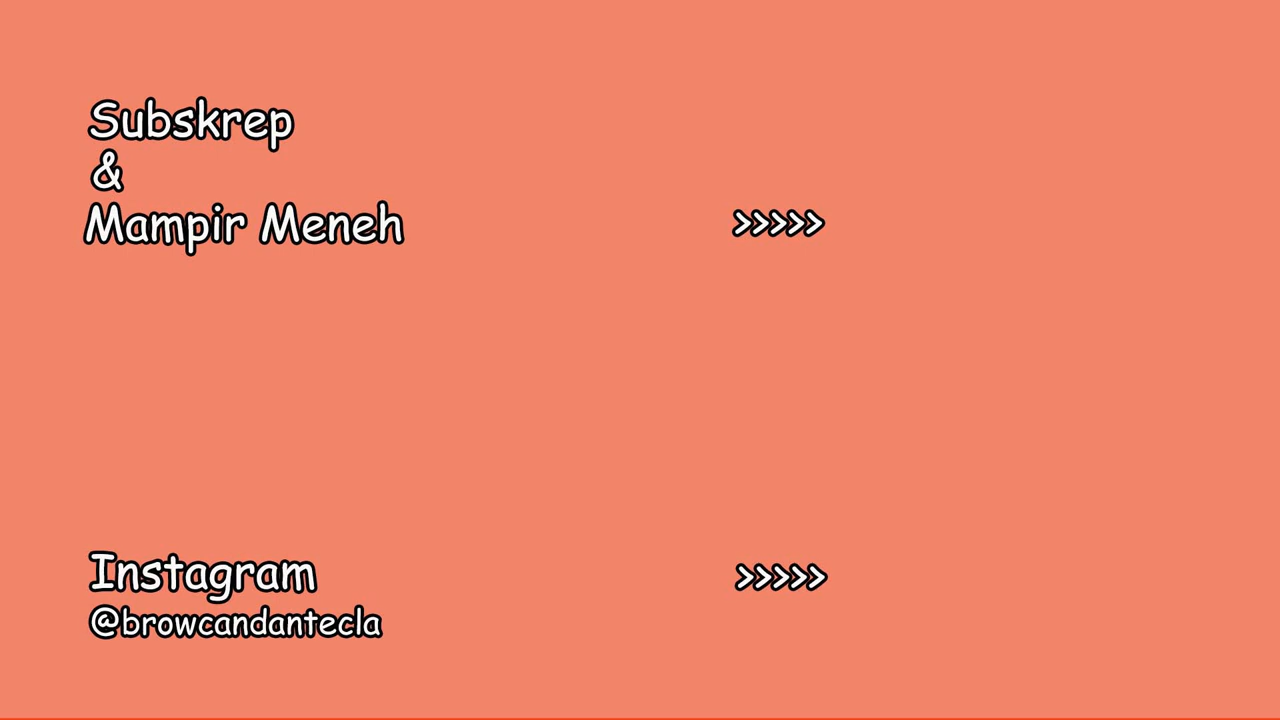 Subskrep
&
Mampir Meneh
>>>>>
Instagram
@browcandantecla
>>>>>